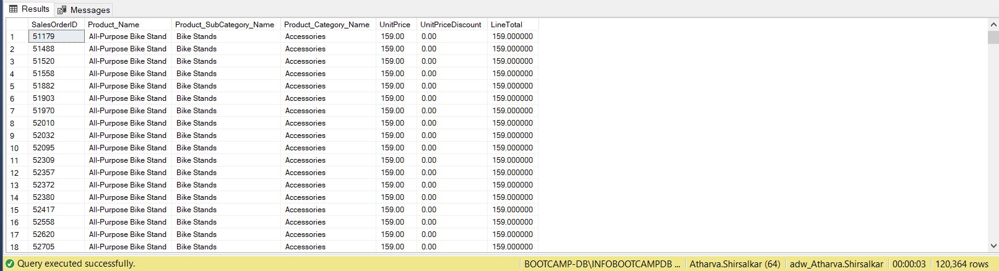 Results Messages
SalesOrderID Product_Name Product_SubCategory_Name Product_Category_Name UnitPrice UnitPriceDiscount LineTotal
1 51179 All-Purpose Bike Stand Bike Stands Accessories 159.00 0.00 159.000000
2 51488 All-Purpose Bike Stand Bike Stands Accessories 159.00 0.00 159.000000
3 51520 All-Purpose Bike Stand Bike Stands Accessories 159.00 0.00 159.000000
4 51558 All-Purpose Bike Stand Bike Stands Accessories 159.00 0.00 159.000000
5 51882 All-Purpose Bike Stand Bike Stands Accessories 159.00 0.00 159.000000
6 51903 All-Purpose Bike Stand Bike Stands Accessories 159.00 0.00 159.000000
7 51970 All-Purpose Bike Stand Bike Stands Accessories 159.00 0.00 159.000000
8 52010 All-Purpose Bike Stand Bike Stands Accessories 159.00 0.00 159.000000
9 52032 All-Purpose Bike Stand Bike Stands Accessories 159.00 0.00 159.000000
10 52095 All-Purpose Bike Stand Bike Stands Accessories 159.00 0.00 159.000000
11 52309 All-Purpose Bike Stand Bike Stands Accessories 159.00 0.00 159.000000
12 52357 All-Purpose Bike Stand Bike Stands Accessories 159.00 0.00 159.000000
13 52372 All-Purpose Bike Stand Bike Stands Accessories 159.00 0.00 159.000000
14 52380 All-Purpose Bike Stand Bike Stands Accessories 159.00 0.00 159.000000
15 52417 All-Purpose Bike Stand Bike Stands Accessories 159.00 0.00 159.000000
16 52558 All-Purpose Bike Stand Bike Stands Accessories 159.00 0.00 159.000000
17 52620 All-Purpose Bike Stand Bike Stands Accessories 159.00 0.00 159.000000
18 52705 All-Purpose Bike Stand Bike Stands Accessories 159.00 0.00 159.000000
Query executed successfully. BOOTCAMP-DB\INFOBOOTCAMPDB ... Atharva.Shirsalkar (64) adw_Atharva.Shirsalkar 00:00:03 120,364 rows